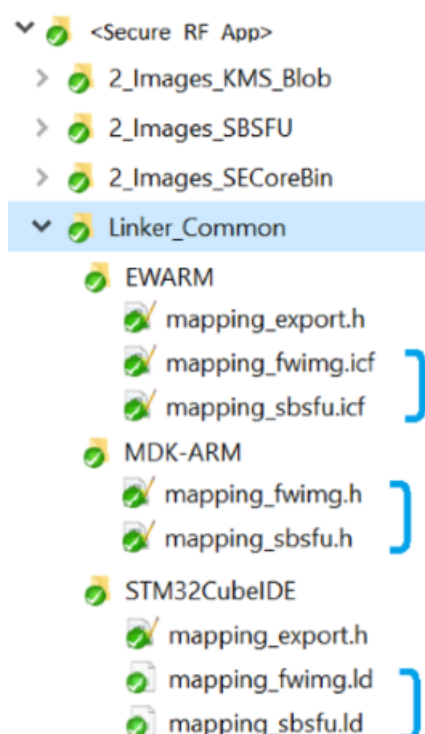 <Secure RF App>
2_Images_KMS_Blob
2_Images_SBSFU
2_Images_SECoreBin
Linker_Common
EWARM
mapping_export.h
mapping_fwimg.icf
mapping_sbsfu.icf
MDK-ARM
mapping_fwimg.h
mapping_sbsfu.h
STM32CubeIDE
mapping_export.h
mapping_fwimg.ld
mapping_sbsfu.ld